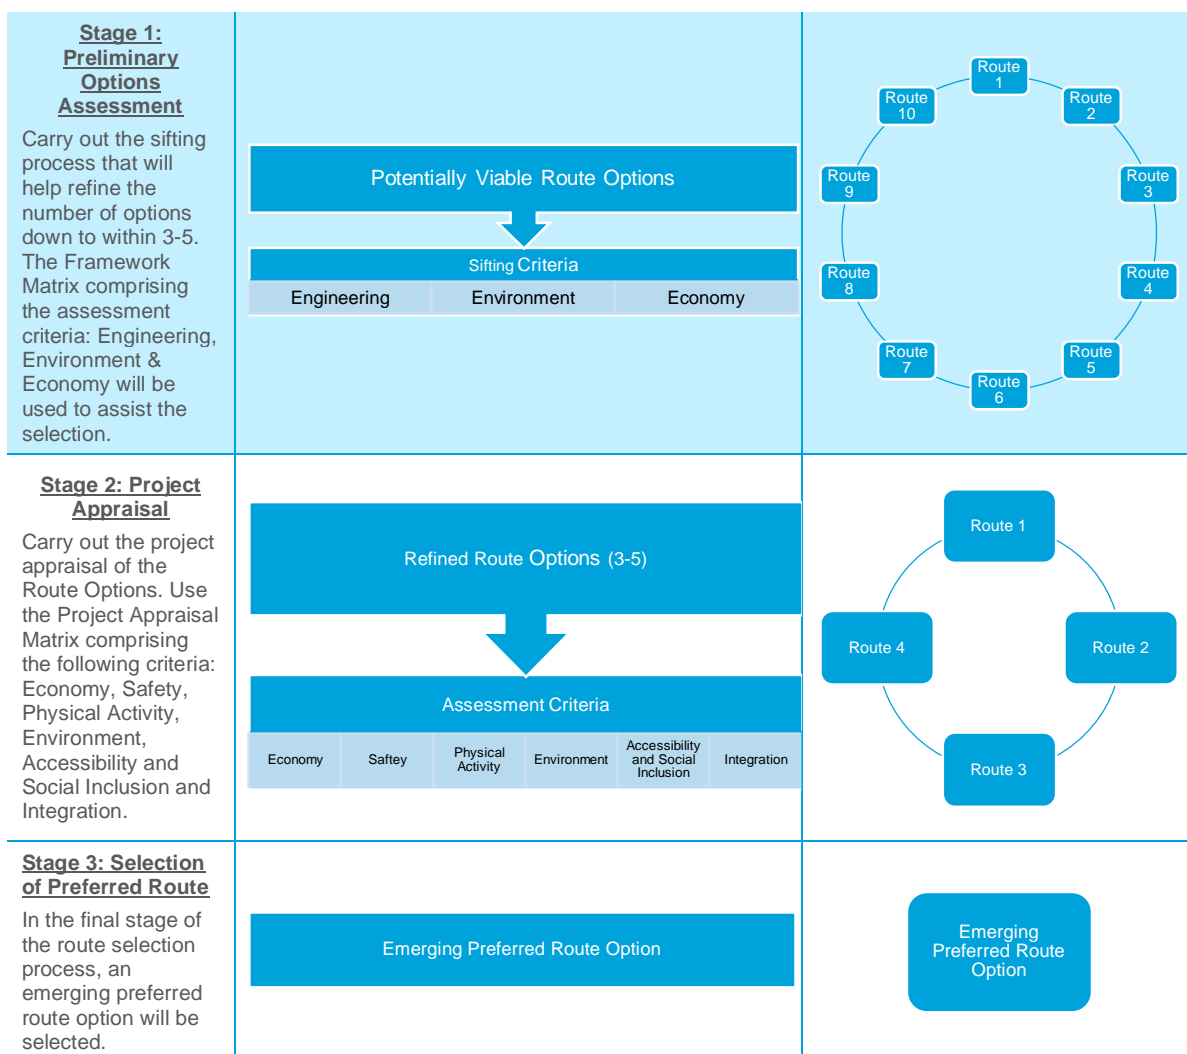 Stage 1:
Preliminary
Options
Assessment
Carry out the sifting
process that will
help refine the
number of options
down to within 3-5.
The Framework
Matrix comprising
the assessment
criteria: Engineering,
Environment &
Economy will be
used to assist the
selection.
Potentially Viable Route Options
Sifting Criteria
Engineering
Environment
Economy
Route
1
Route
2
Route
3
Route
4
Route
5
Route
6
Route
7
Route
8
Route
9
Route
10
Stage 2: Project
Appraisal
Carry out the project
appraisal of the
Route Options. Use
the Project Appraisal
Matrix comprising
the following criteria:
Economy, Safety,
Physical Activity,
Environment,
Accessibility and
Social Inclusion and
Integration.
Refined Route Options (3-5)
Assessment Criteria
Economy
Saftey
Physical
Activity
Environment
Accessibility
and Social
Inclusion
Integration
Route 1
Route 2
Route 3
Route 4
Stage 3: Selection
of Preferred Route
In the final stage of
the route selection
process, an
emerging preferred
route option will be
selected.
Emerging Preferred Route Option
Emerging
Preferred Route
Option